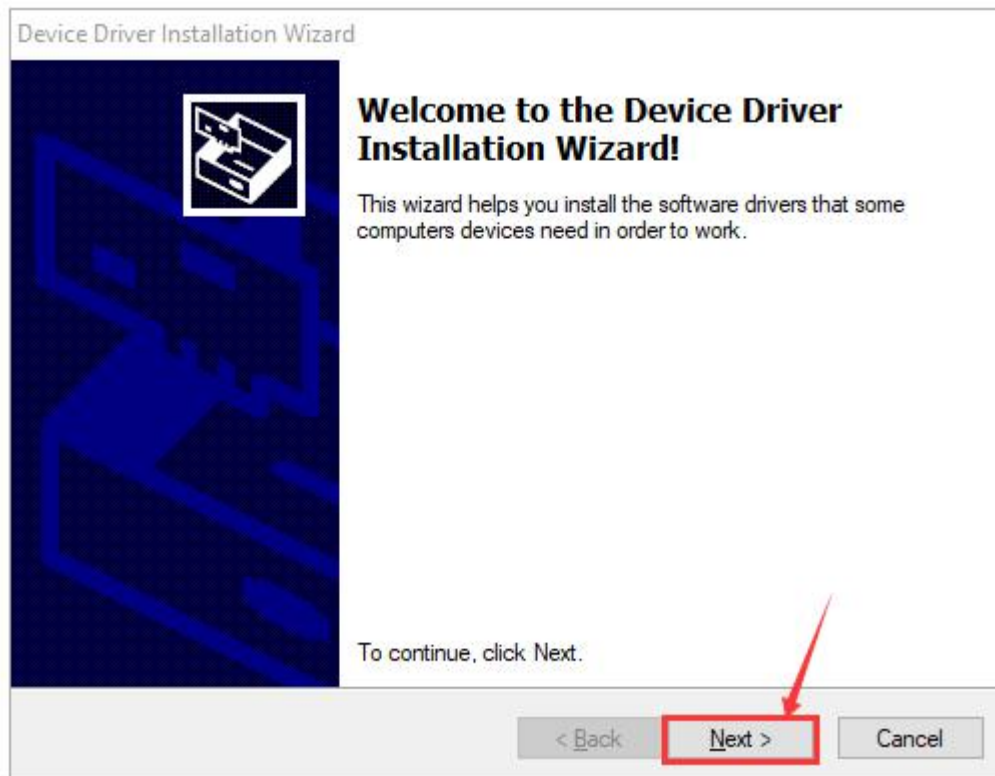 Device Driver Installation Wizard
Welcome to the Device Driver
Installation Wizard!
This wizard helps you install the software drivers that some
computers devices need in order to work.
To continue, click Next.
< Back
Next >
Cancel